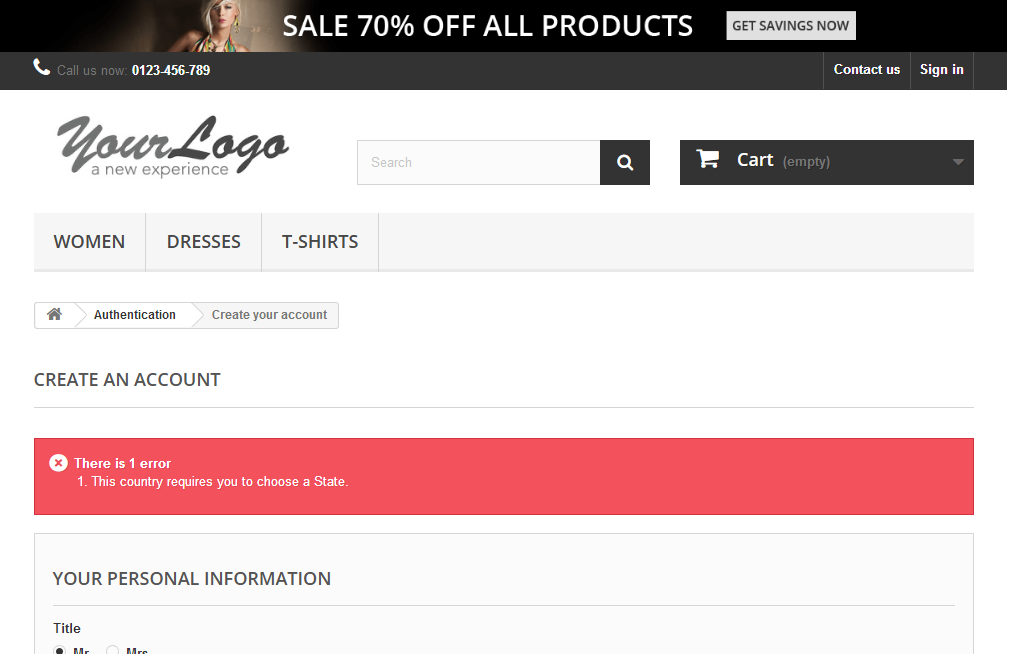 SALE 70% OFF ALL PRODUCTS GET SAVINGS NOW
Call us now: 0123-456-789 Contact us Sign in
YourLogo
a new experience
Search Cart (empty)
WOMEN DRESSES T-SHIRTS
Authentication Create your account
CREATE AN ACCOUNT
There is 1 error
1. This country requires you to choose a State.
YOUR PERSONAL INFORMATION
Title
Mr. Mrs.